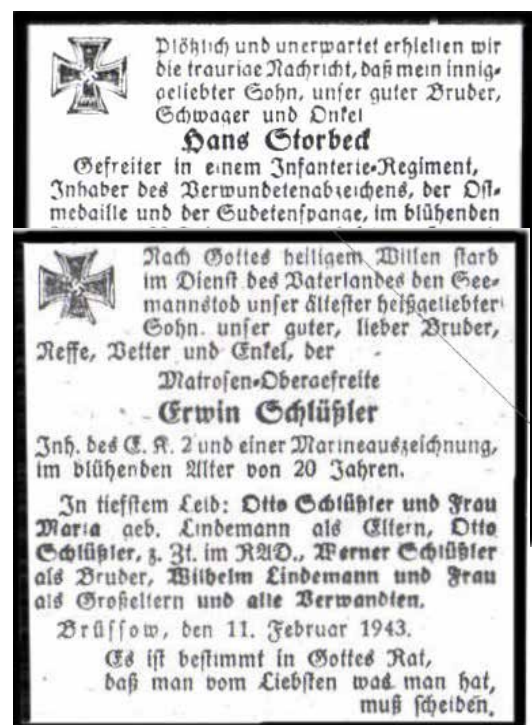 Plötzlich und unerwartet erhielten wir
die traurige Nachricht, daß mein innig-
geliebter Sohn, unser guter Bruder,
Schwager und Onkel
Hans Storbeck
Gefreiter in einem Infanterie-Regiment,
Inhaber des Verwundetenabzeichens, der Ost-
medaille und der Sudetenspange, im blühenden
Nach Gottes heiligem Willen starb
im Dienst des Vaterlandes den See-
mannstod unser ältester heißgeliebter
Sohn, unser guter, lieber Bruder,
Neffe, Vetter und Enkel, der
Matrosen-Obergefreite
Erwin Schlüßler
Inh. des E. K. 2 und einer Marineauszeichnung,
im blühenden Alter von 20 Jahren.
In tiefstem Leid: Otto Schlüßler und Frau
Maria geb. Lindemann als Eltern, Otto
Schlüßler, z. Zt. im RAD., Werner Schlüßler
als Bruder, Wilhelm Lindemann und Frau
als Großeltern und alle Verwandten.
Brüssow, den 11. Februar 1943.
Es ist bestimmt in Gottes Rat,
daß man vom Liebsten was man hat,
muß scheiden.